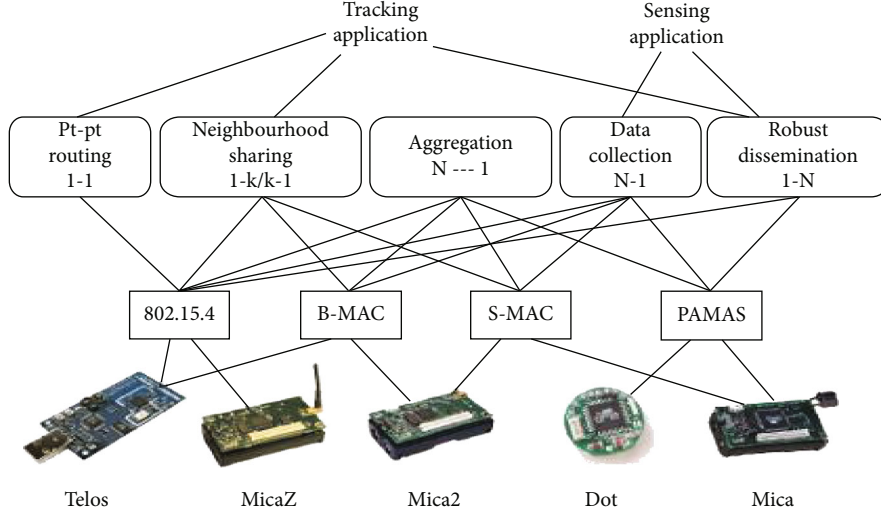 Tracking
application
Sensing
application
Pt-pt
routing
1-1
Neighbourhood
sharing
1-k/k-1
Aggregation
N --- 1
Data
collection
N-1
Robust
dissemination
1-N
802.15.4
B-MAC
S-MAC
PAMAS
Telos
MicaZ
Mica2
Dot
Mica